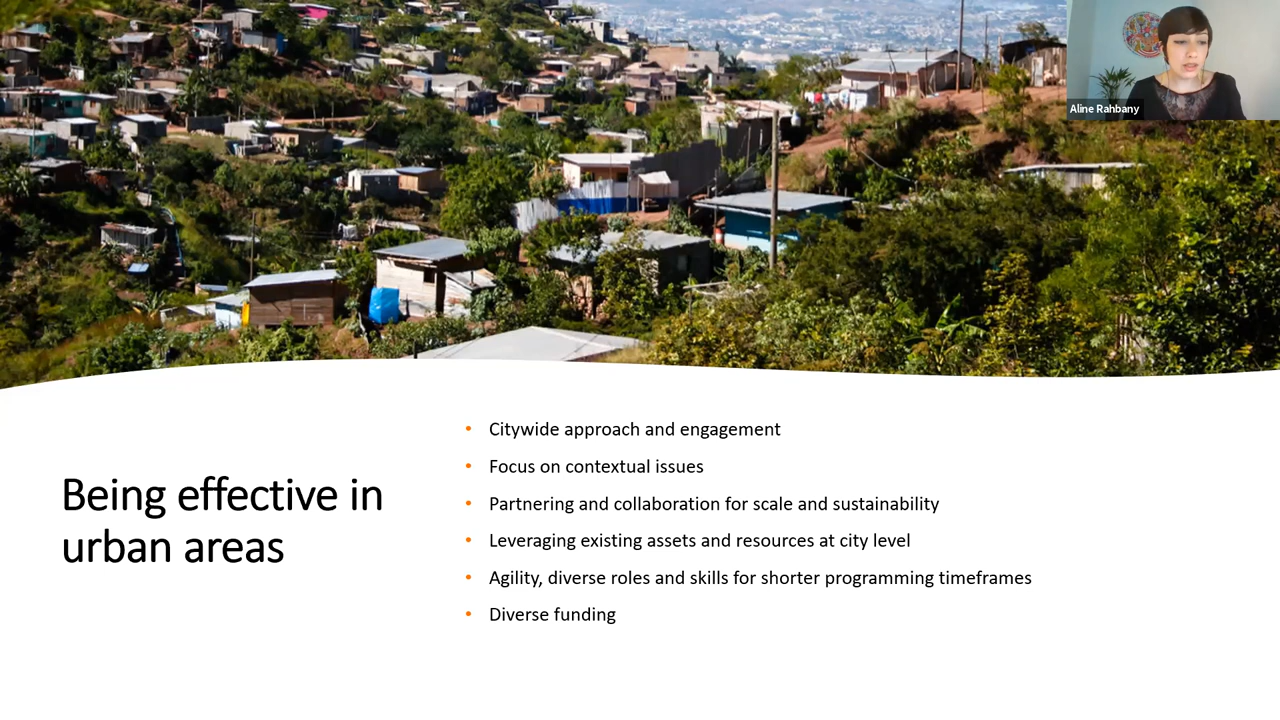 Aline Rahbany
Being effective in
urban areas
• Citywide approach and engagement
• Focus on contextual issues
• Partnering and collaboration for scale and sustainability
• Leveraging existing assets and resources at city level
• Agility, diverse roles and skills for shorter programming timeframes
• Diverse funding